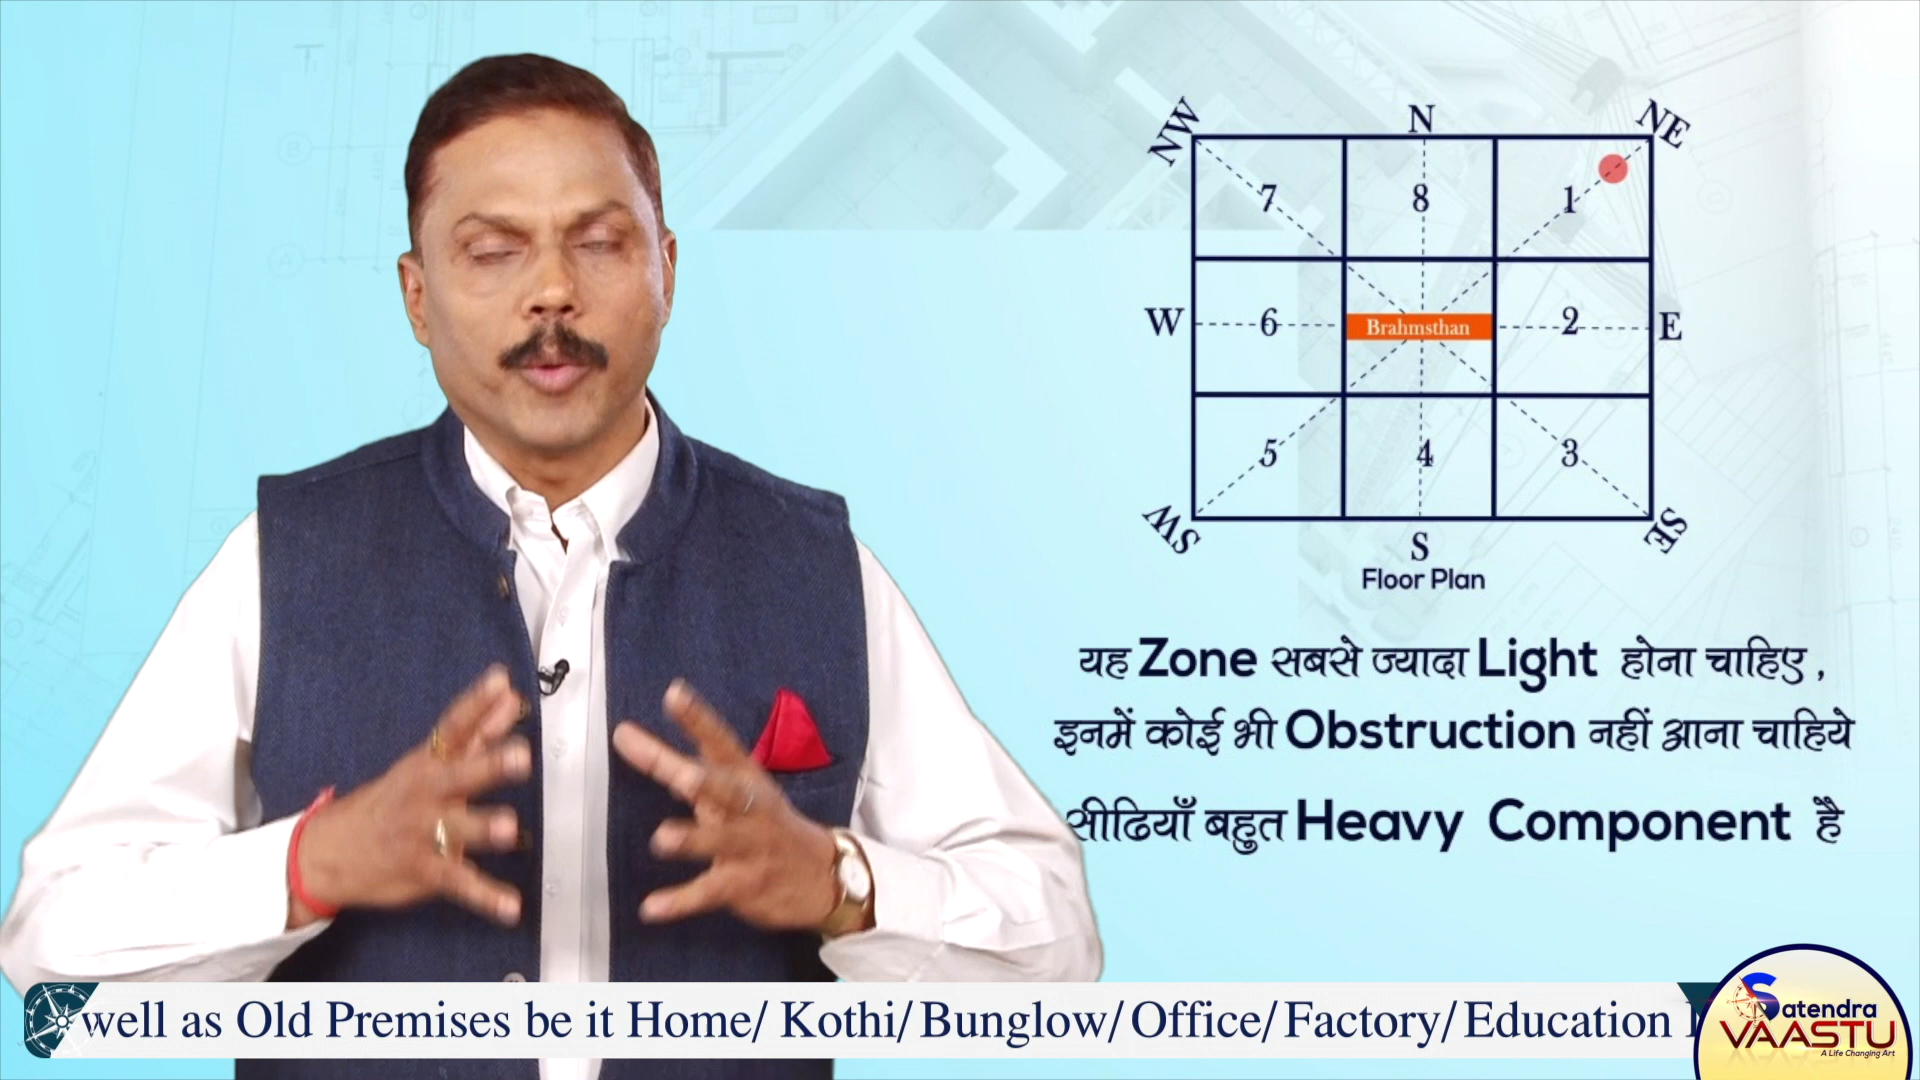 NW N NE
7 8 1
W 6 Brahmsthan 2 E
5 4 3
SW S SE
Floor Plan
यह Zone सबसे ज्यादा Light होना चाहिए ,
इनमें कोई भी Obstruction नहीं आना चाहिये
सीढियाँ बहुत Heavy Component है
well as Old Premises be it Home/ Kothi/ Bunglow/ Office/ Factory/ Education
Satendra
VAASTU
A Life Changing Art